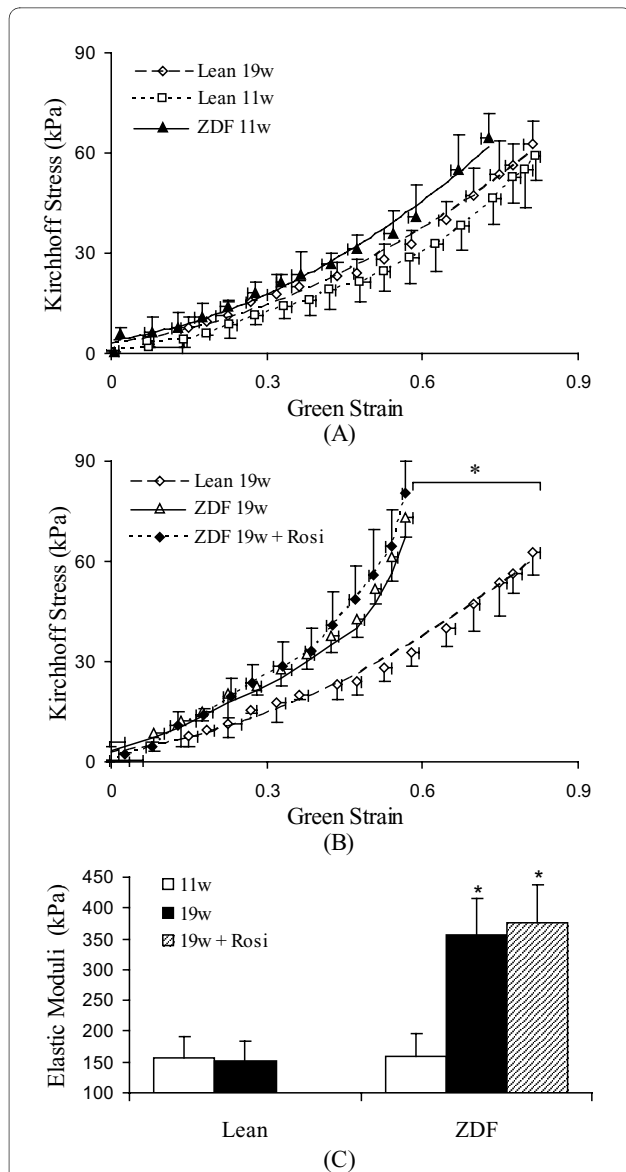 90
60
30
0
Kirchhoff Stress (kPa)
Lean 19w
Lean 11w
ZDF 11w
0 0.3 0.6 0.9
Green Strain
(A)
90
60
30
0
Kirchhoff Stress (kPa)
Lean 19w
ZDF 19w
ZDF 19w + Rosi
*
0 0.3 0.6 0.9
Green Strain
(B)
450
400
350
300
250
200
150
100
Elastic Moduli (kPa)
11w
19w
19w + Rosi
* *
Lean ZDF
(C)